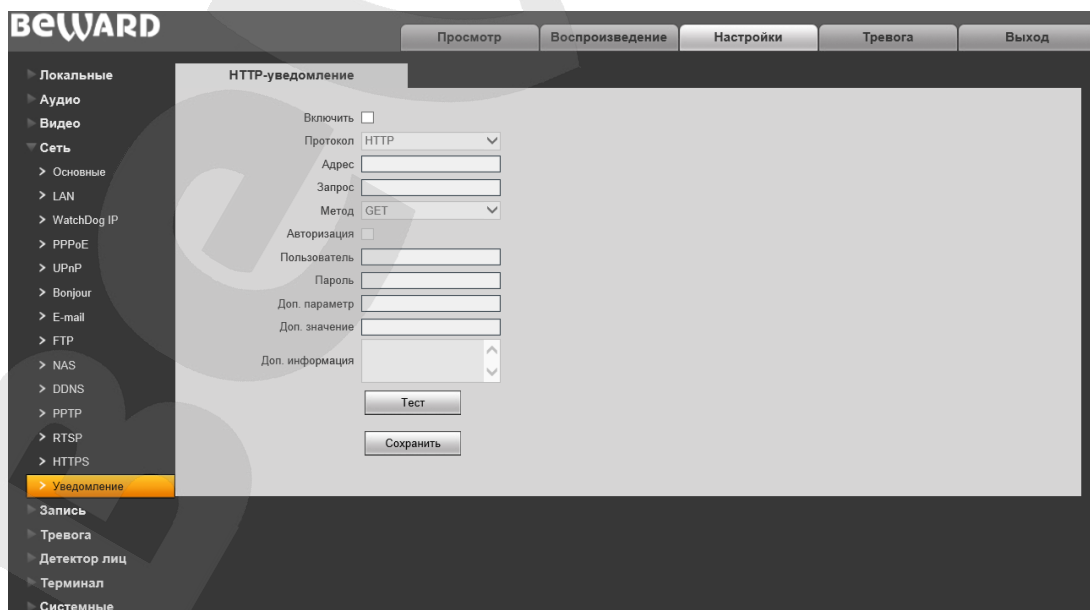 BEWARD
Просмотр
Воспроизведение
Настройки
Тревога
Выход
Локальные
Аудио
Видео
Сеть
Основные
LAN
WatchDog IP
PPPoE
UPnP
Bonjour
E-mail
FTP
NAS
DDNS
PPTP
RTSP
HTTPS
Уведомление
Запись
Тревога
Детектор лиц
Терминал
Системные
HTTP-уведомление
Включить
Протокол HTTP
Адрес
Запрос
Метод GET
Авторизация
Пользователь
Пароль
Доп. параметр
Доп. значение
Доп. информация
Тест
Сохранить